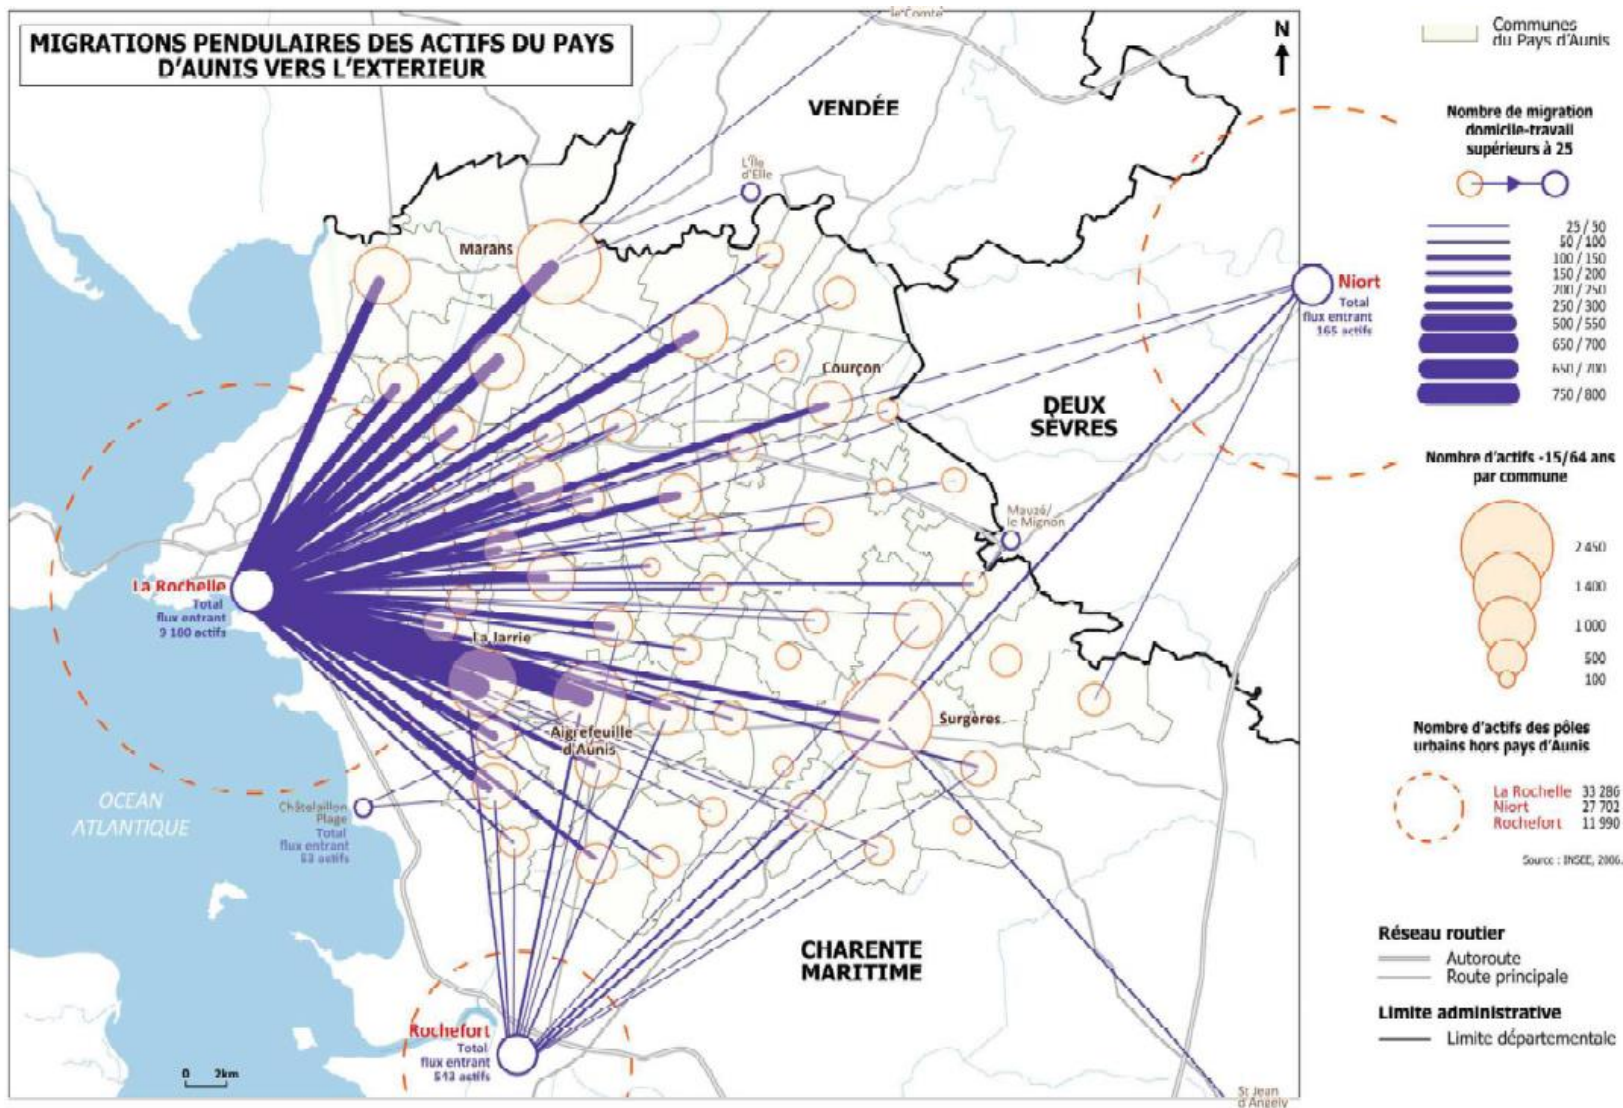 MIGRATIONS PENDULAIRES DES ACTIFS DU PAYS
D'AUNIS VERS L'EXTERIEUR
le Comte
N
VENDÉE
L'Île
d'Elle
Marans
Courçon
Niort
Total
flux entrant
165 actifs
DEUX
SÈVRES
Mauzé/
le Mignon
La Rochelle
Total
flux entrant
9 180 actifs
La Jarrie
Surgères
Aigrefeuille
d'Aunis
OCEAN
ATLANTIQUE
Châtelaillon
Plage
Total
flux entrant
53 actifs
CHARENTE
MARITIME
Rochefort
Total
flux entrant
543 actifs
0 2km
St Jean
d'Angely
Communes
du Pays d'Aunis
Nombre de migration
domicile-travail
supérieurs à 25
25 / 50
50 / 100
100 / 150
150 / 200
200 / 250
250 / 300
500 / 550
650 / 700
650 / 700
750 / 800
Nombre d'actifs -15/64 ans
par commune
2 450
1 400
1 000
500
100
Nombre d'actifs des pôles
urbains hors pays d'Aunis
La Rochelle 33 286
Niort 27 702
Rochefort 11 990
Source : INSEE, 2006.
Réseau routier
Autoroute
Route principale
Limite administrative
Limite départementale